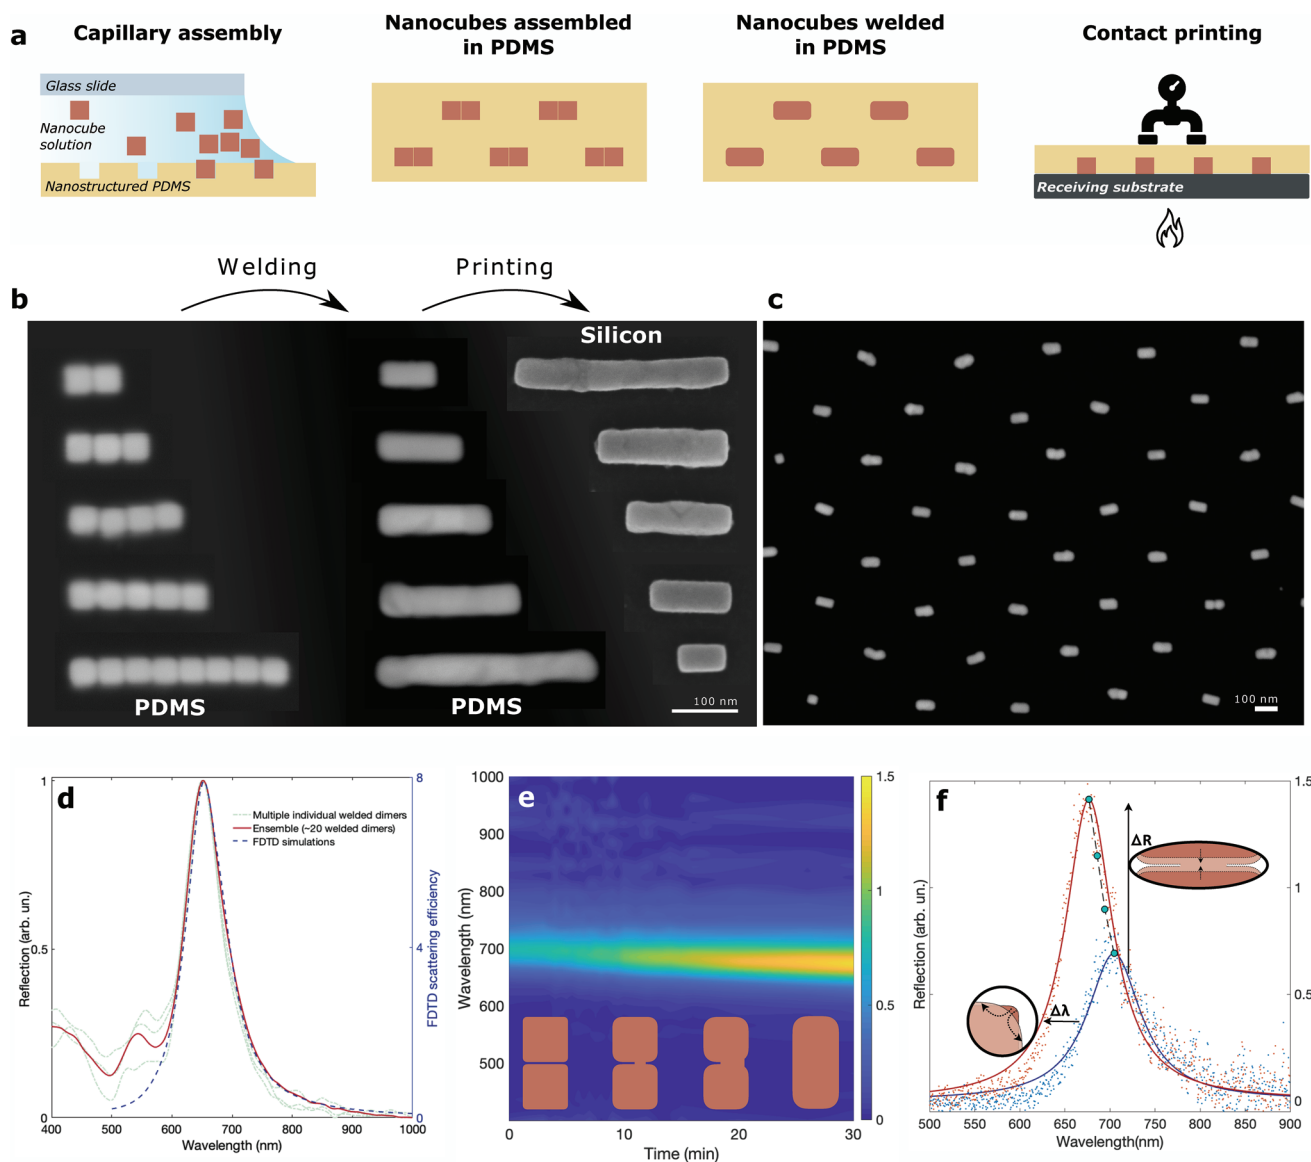 a
Capillary assembly
Nanocubes assembled
in PDMS
Nanocubes welded
in PDMS
Contact printing
Glass slide
Nanocube
solution
Nanostructured PDMS
Receiving substrate
Welding
Printing
b
Silicon
PDMS
PDMS
100 nm
c
100 nm
d
1
0.5
0
8
4
0
Multiple individual welded dimers
Ensemble (~20 welded dimers)
FDTD simulations
Reflection (arb. un.)
FDTD scattering efficiency
400
500
600
700
800
900
1000
Wavelength (nm)
e
1000
900
800
700
600
500
Wavelength (nm)
0
10
20
30
Time (min)
1.5
1
0.5
0
f
1.5
1
0.5
0
ΔR
Δλ
Reflection (arb. un.)
500
550
600
650
700
750
800
850
900
Wavelength(nm)